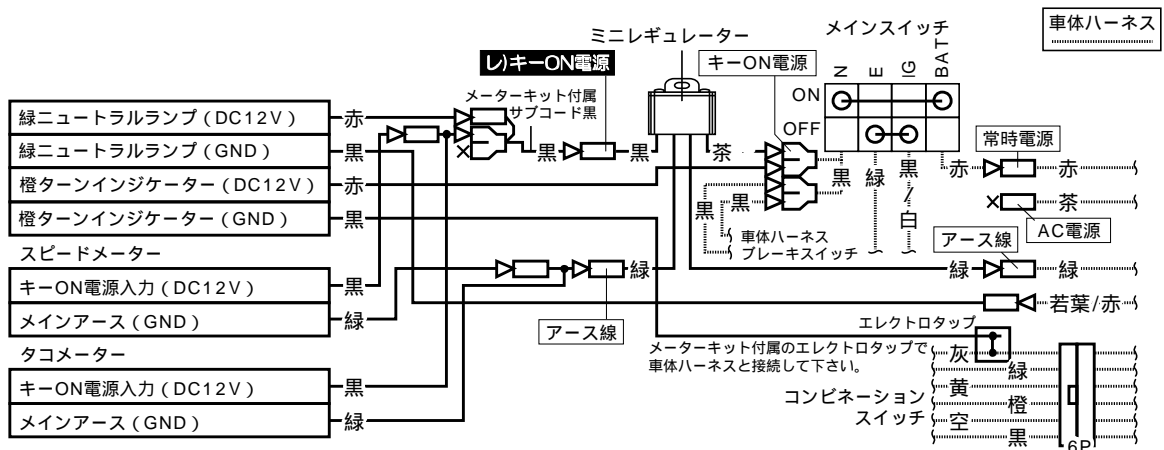 車体ハーネス
メインスイッチ
ミニレギュレーター
レ)キーON電源
キーON電源
N E IG BAT
ON
OFF
メーターキット付属
サブコード黒
緑ニュートラルランプ(DC12V)
赤
緑ニュートラルランプ(GND)
黒
橙ターンインジケーター(DC12V)
赤
橙ターンインジケーター(GND)
黒
スピードメーター
キーON電源入力(DC12V)
黒
メインアース(GND)
緑
タコメーター
キーON電源入力(DC12V)
黒
メインアース(GND)
緑
黒 黒 茶
黒 緑 黒/白
赤 常時電源 赤
茶
AC電源
黒 黒
車体ハーネス
ブレーキスイッチ
アース線
緑
アース線
緑 緑
若葉/赤
エレクトロタップ
メーターキット付属のエレクトロタップで
車体ハーネスと接続して下さい。
コンビネーション
スイッチ
灰
緑
黄
橙
空
黒
6P